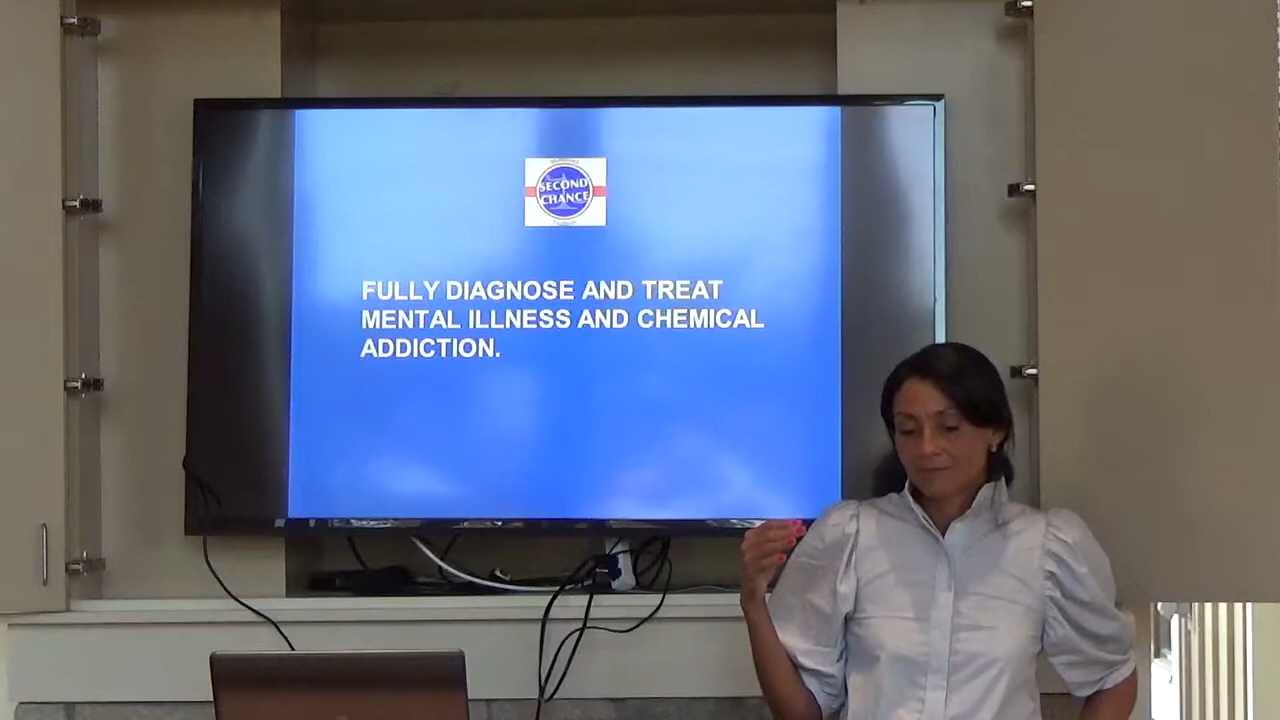 SECOND
CHANCE
FULLY DIAGNOSE AND TREAT
MENTAL ILLNESS AND CHEMICAL
ADDICTION.